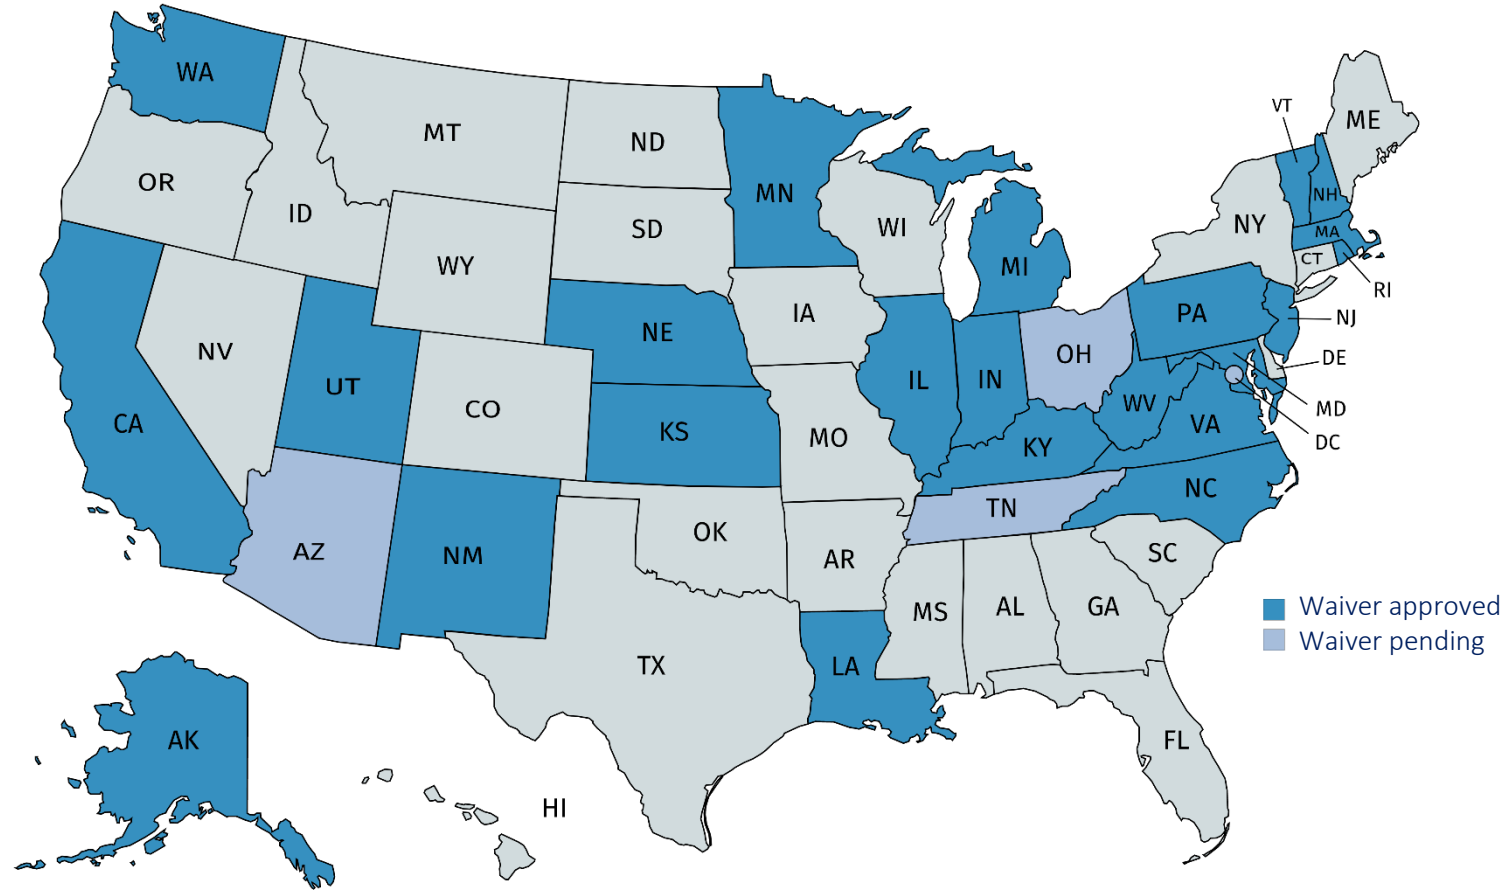 WA
MT
ND
MN
OR
ID
SD
WY
WI
MI
VT
ME
NH
NY
MA
CT
RI
IA
NE
PA
NJ
NV
UT
CO
OH
DE
IL
IN
CA
KS
MO
KY
WV
VA
MD
DC
NC
TN
AZ
NM
OK
AR
SC
MS
AL
GA
Waiver approved
Waiver pending
TX
LA
AK
FL
HI